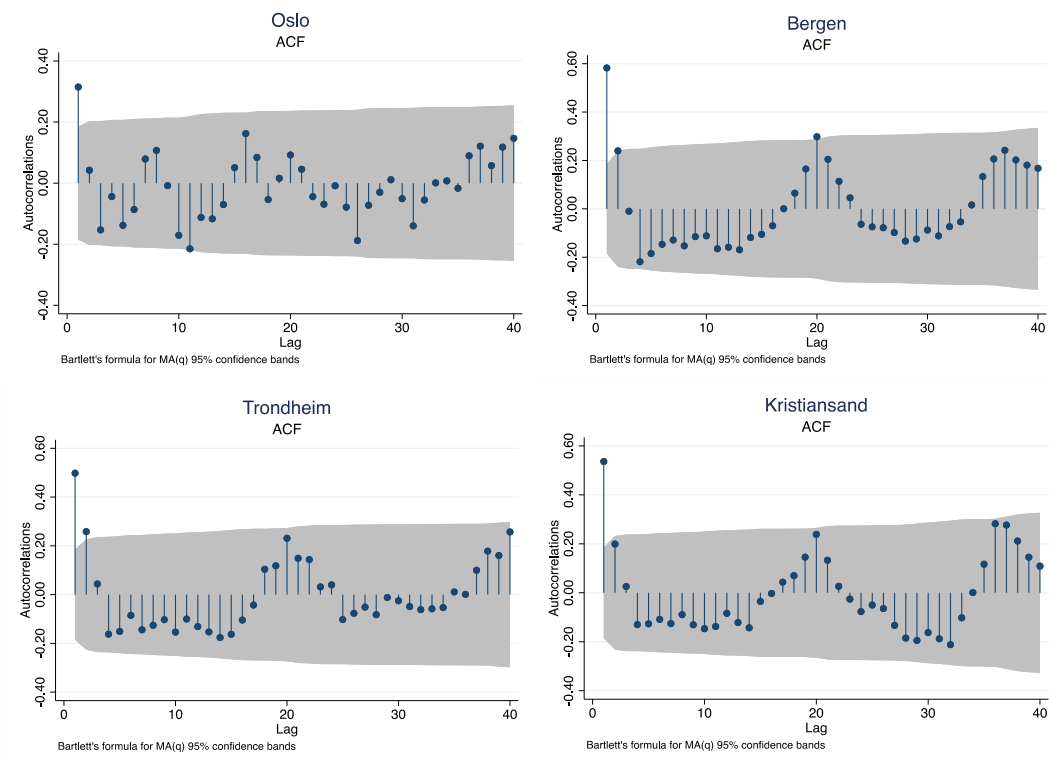 Oslo
ACF
Autocorrelations
0.40
0.20
0.00
-0.20
-0.40
0 10 20 30 40
Lag
Bartlett's formula for MA(q) 95% confidence bands
Bergen
ACF
Autocorrelations
0.60
0.40
0.20
0.00
-0.20
-0.40
0 10 20 30 40
Lag
Bartlett's formula for MA(q) 95% confidence bands
Trondheim
ACF
Autocorrelations
0.60
0.40
0.20
0.00
-0.20
-0.40
0 10 20 30 40
Lag
Bartlett's formula for MA(q) 95% confidence bands
Kristiansand
ACF
Autocorrelations
0.60
0.40
0.20
0.00
-0.20
-0.40
0 10 20 30 40
Lag
Bartlett's formula for MA(q) 95% confidence bands